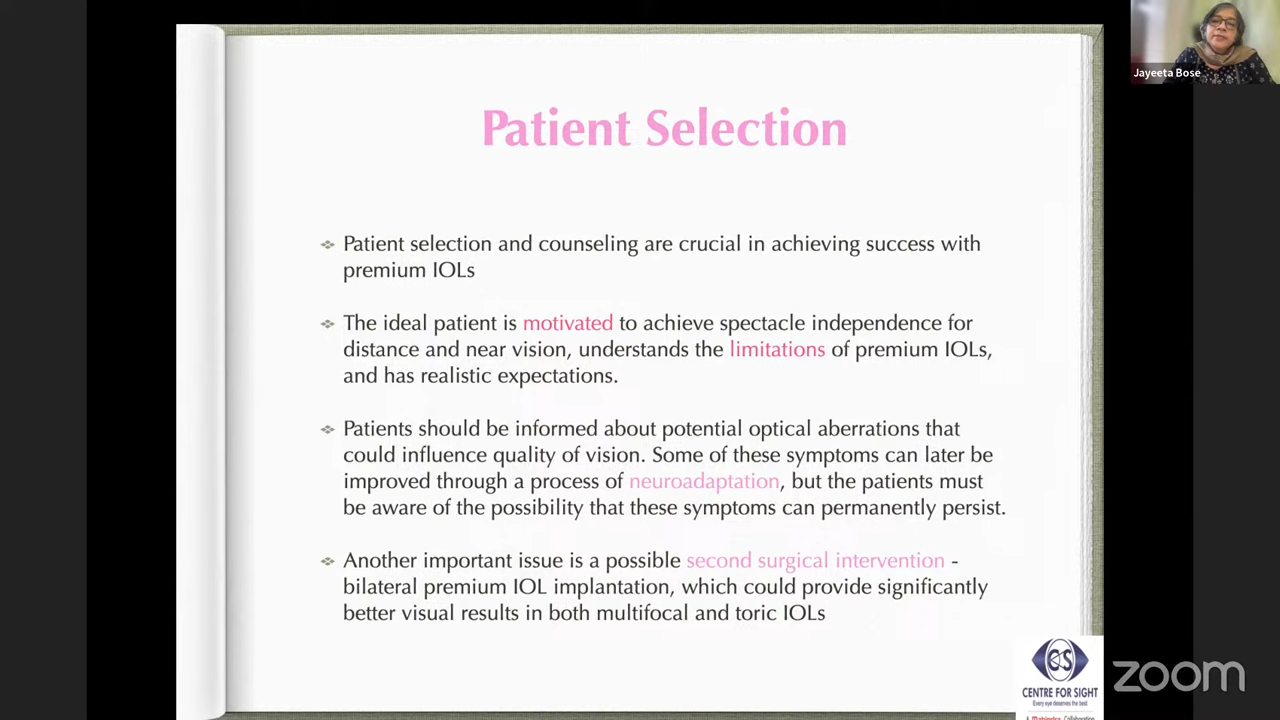 Jayeeta Bose
Patient Selection
Patient selection and counseling are crucial in achieving success with
premium IOLs
The ideal patient is motivated to achieve spectacle independence for
distance and near vision, understands the limitations of premium IOLs,
and has realistic expectations.
Patients should be informed about potential optical aberrations that
could influence quality of vision. Some of these symptoms can later be
improved through a process of neuroadaptation, but the patients must
be aware of the possibility that these symptoms can permanently persist.
Another important issue is a possible second surgical intervention -
bilateral premium IOL implantation, which could provide significantly
better visual results in both multifocal and toric IOLs
CS
CENTRE FOR SIGHT
Every eye deserves the best
A Mahindra Collaboration
zoom